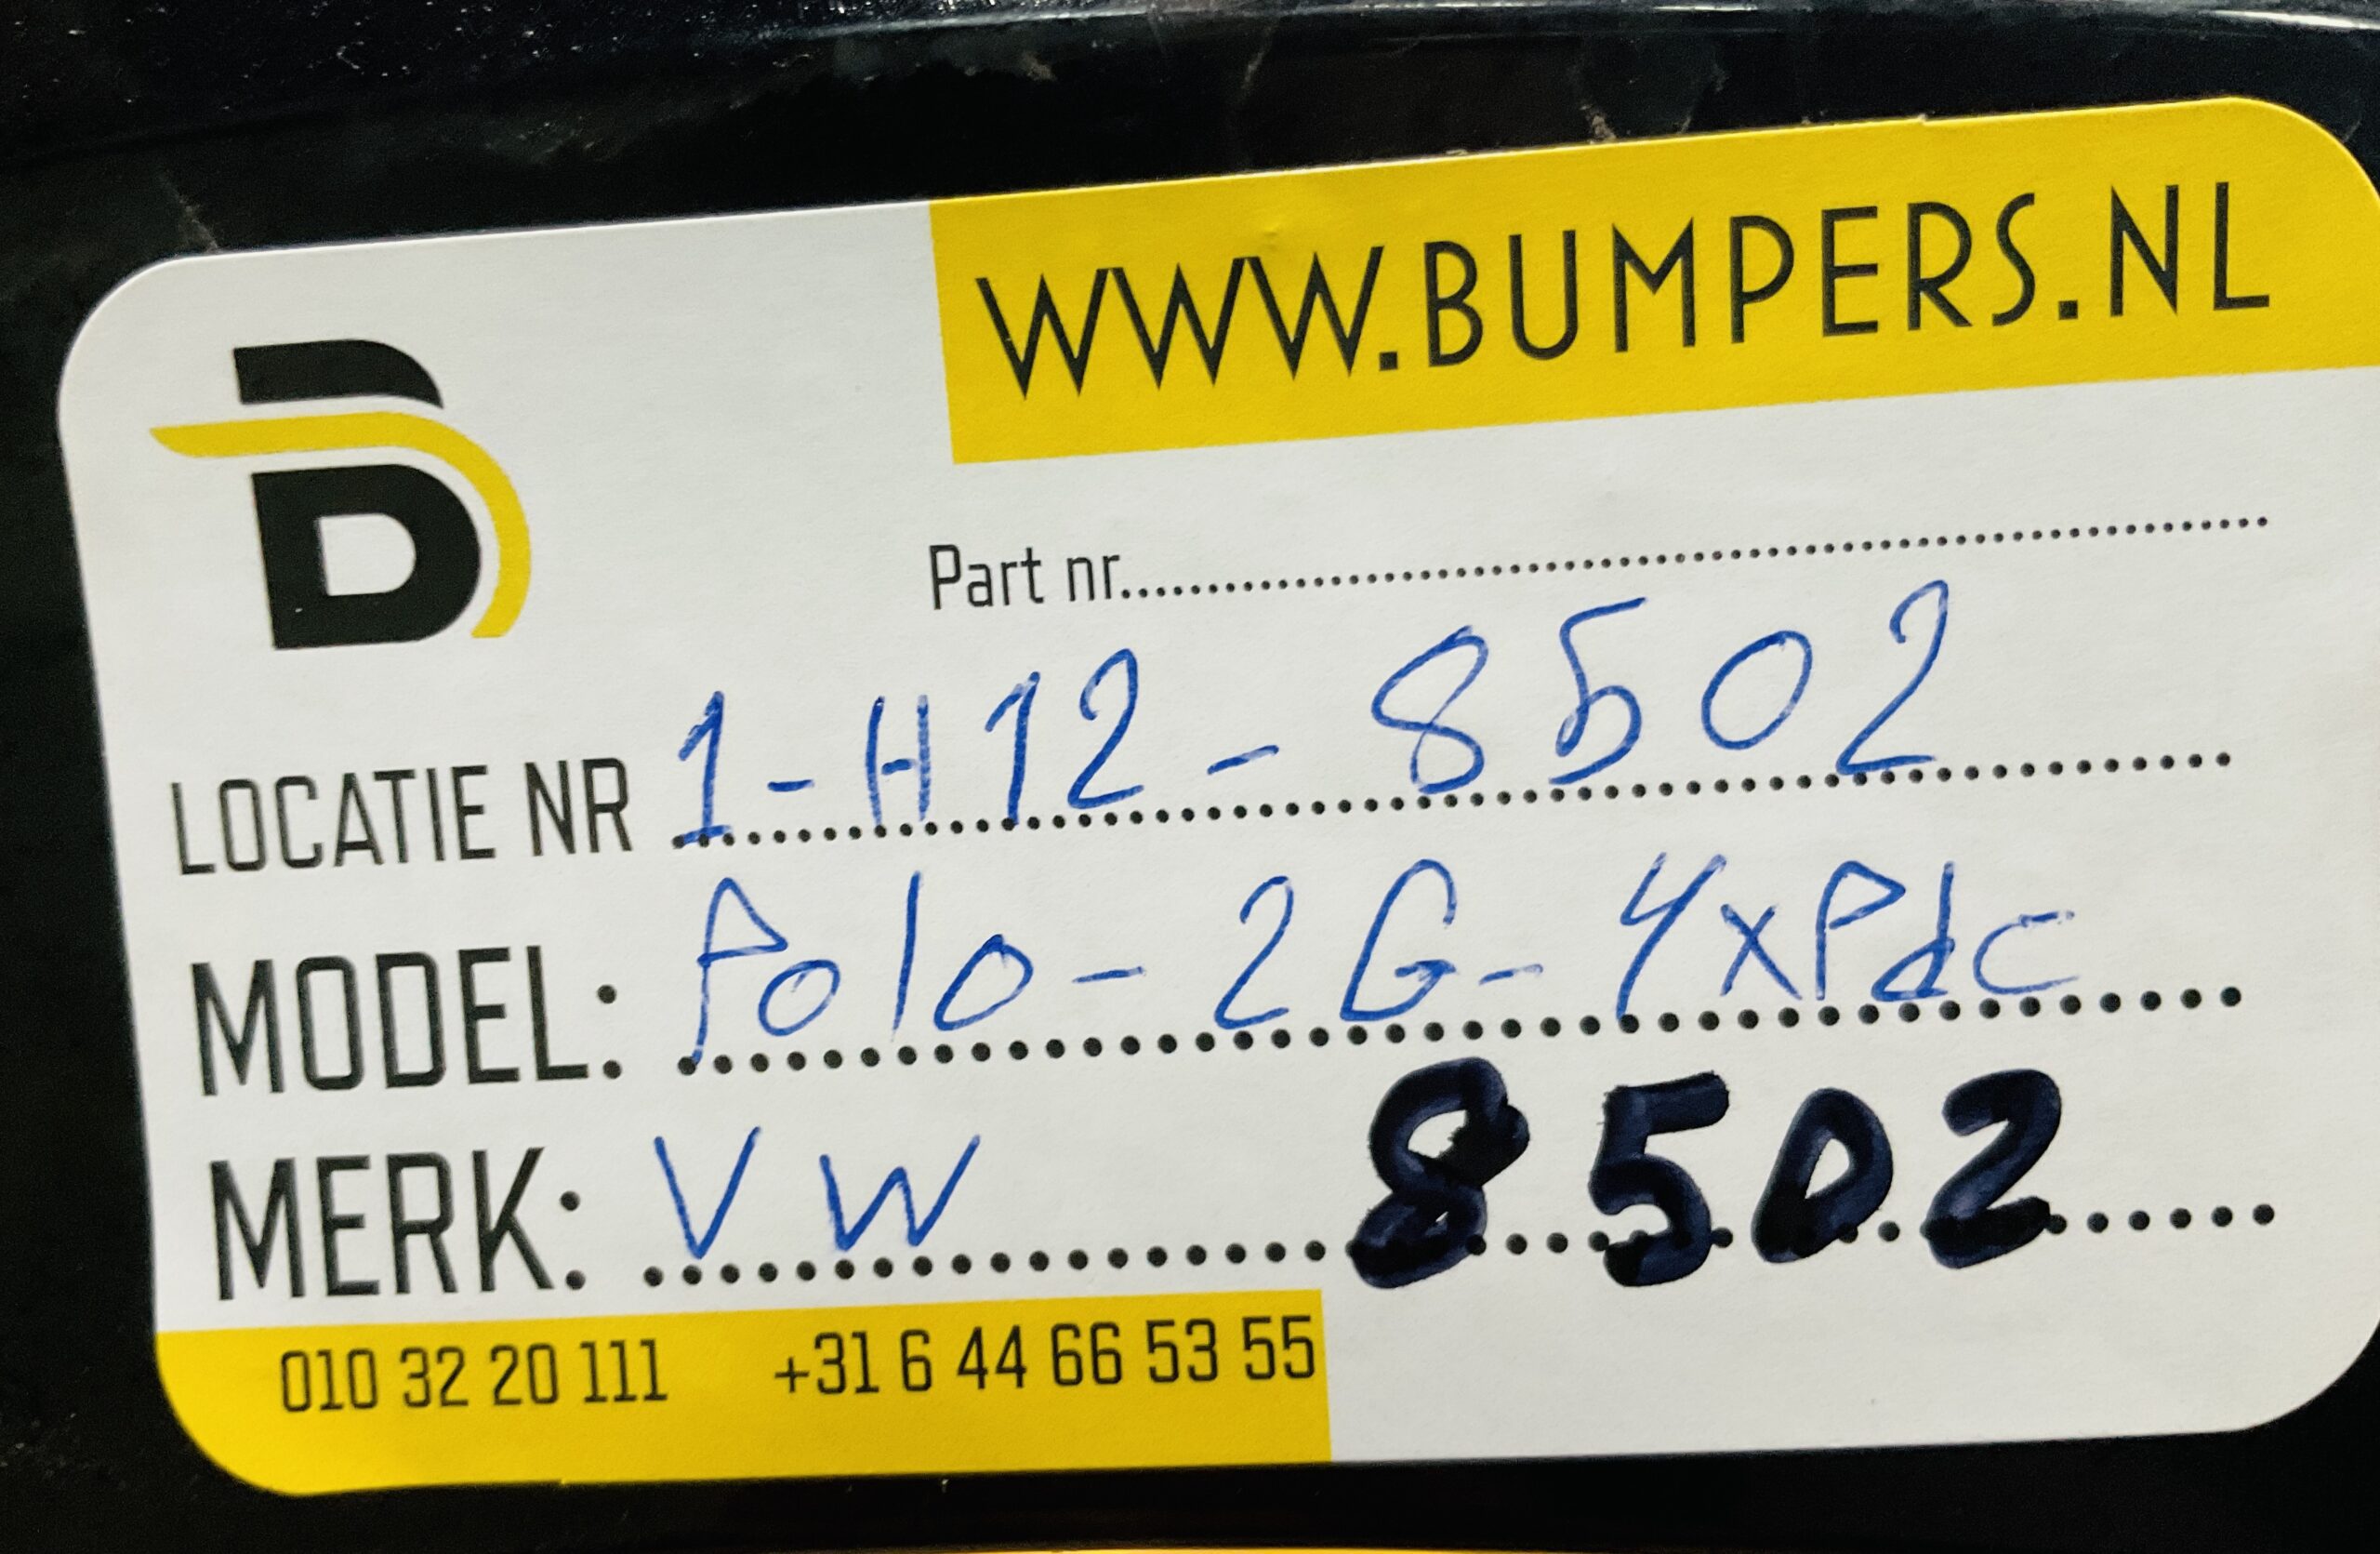 WWW.BUMPERS.NL
Part nr...............................................
LOCATIE NR 1-H12-8502
MODEL: Polo-2G-4xPdc
MERK: VW 8502
010 32 20 111 +31 6 44 66 53 55